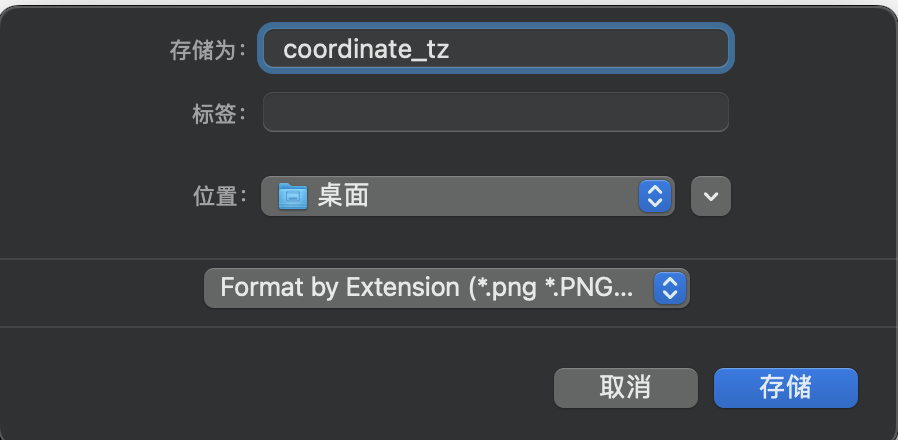 存储为: coordinate_tz
标签:
位置: 桌面
Format by Extension (*.png *.PNG...
取消 存储